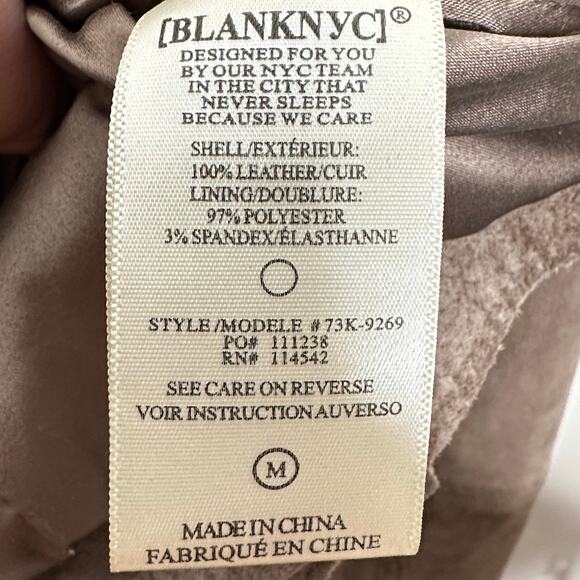 [BLANKNYC]®
DESIGNED FOR YOU
BY OUR NYC TEAM
IN THE CITY THAT
NEVER SLEEPS
BECAUSE WE CARE
SHELL/EXTÉRIEUR:
100% LEATHER/CUIR
LINING/DOUBLURE:
97% POLYESTER
3% SPANDEX/ÉLASTHANNE
STYLE/MODELE # 73K-9269
PO# 111238
RN# 114542
SEE CARE ON REVERSE
VOIR INSTRUCTION AU VERSO
M
MADE IN CHINA
FABRIQUÉ EN CHINE